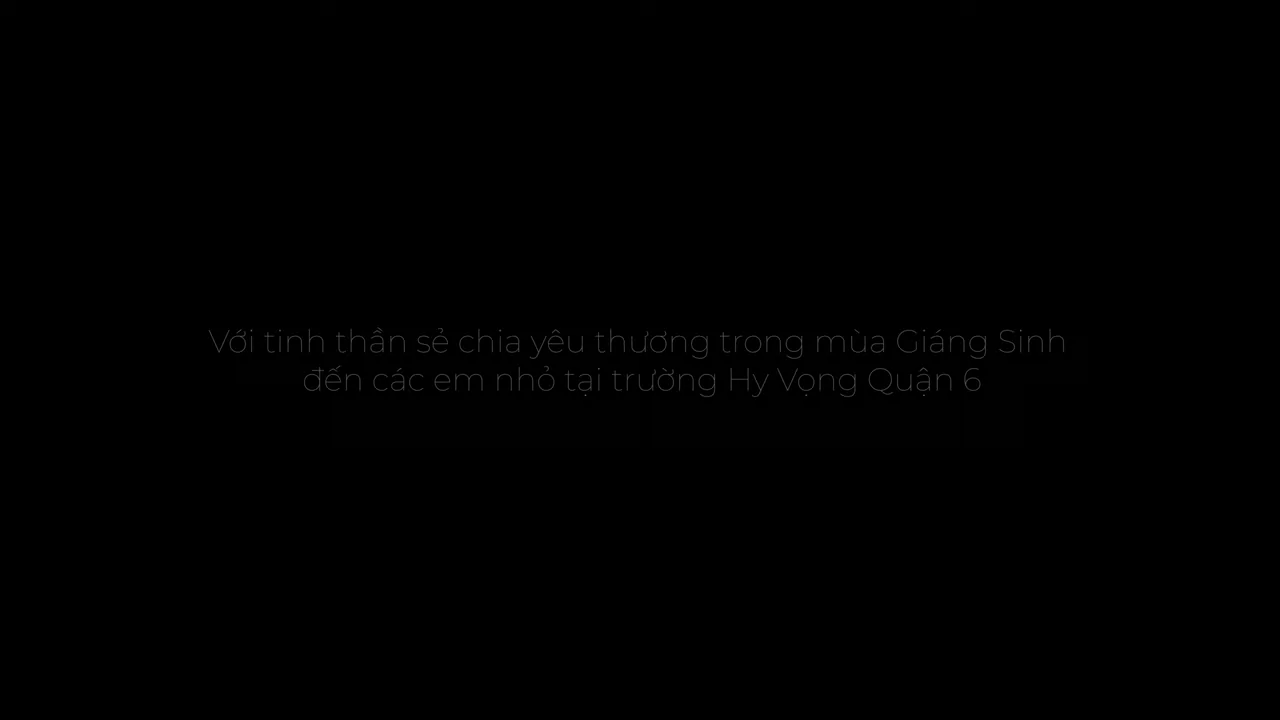 Với tinh thần sẻ chia yêu thương trong mùa Giáng Sinh
đến các em nhỏ tại trường Hy Vọng Quận 6